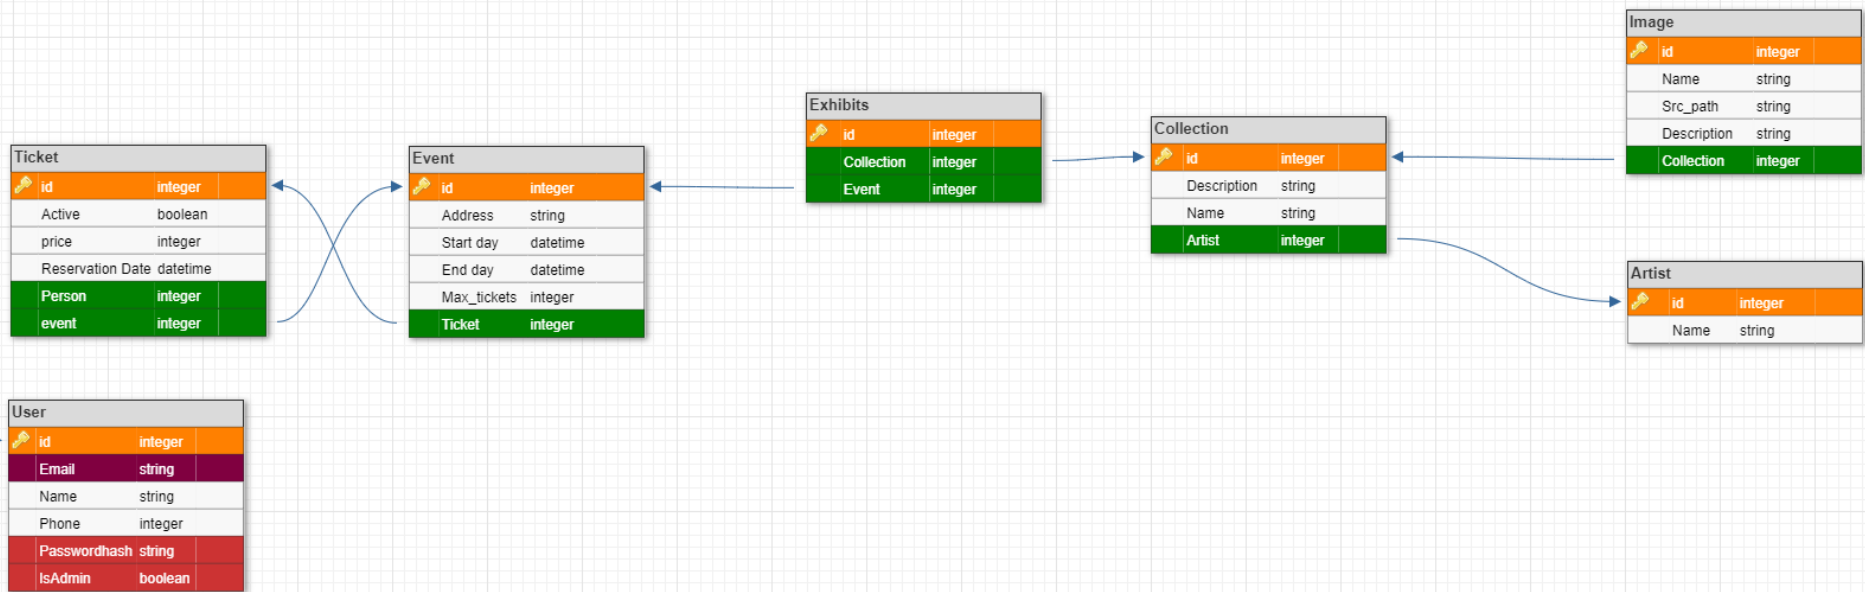 Ticket
id integer
Active boolean
price integer
Reservation Date datetime
Person integer
event integer
Event
id integer
Address string
Start day datetime
End day datetime
Max_tickets integer
Ticket integer
Exhibits
id integer
Collection integer
Event integer
Collection
id integer
Description string
Name string
Artist integer
Image
id integer
Name string
Src_path string
Description string
Collection integer
Artist
id integer
Name string
User
id integer
Email string
Name string
Phone integer
Passwordhash string
IsAdmin boolean